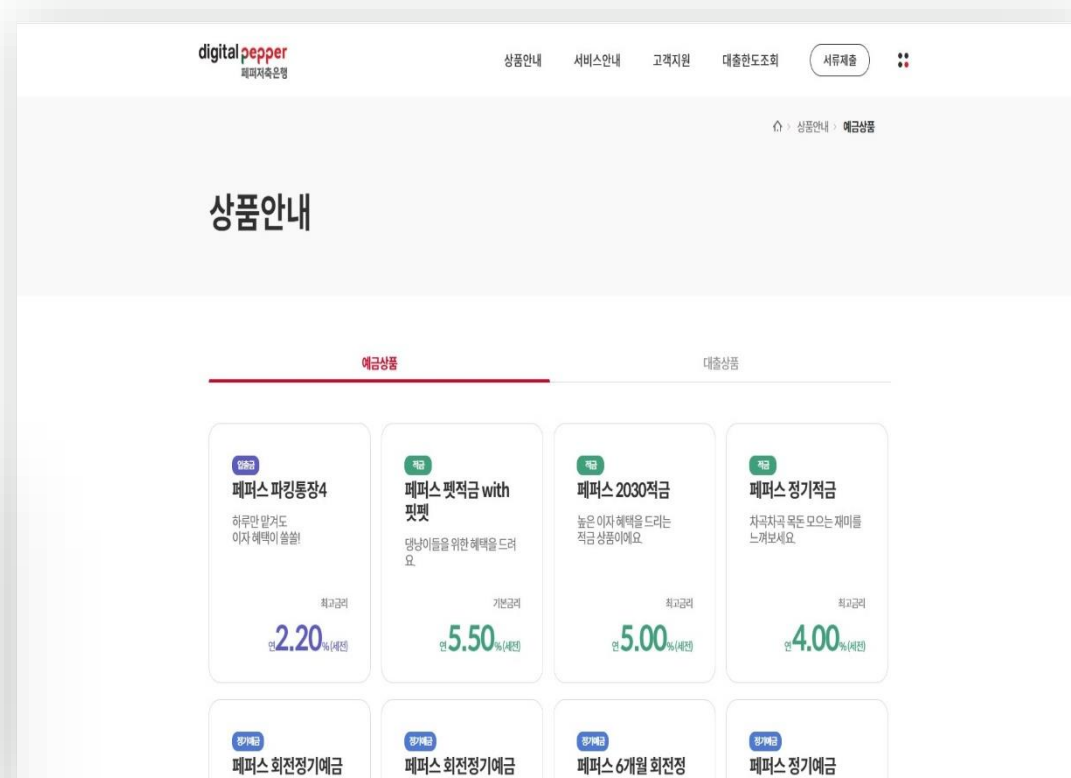 digital pepper
페퍼저축은행
상품안내 서비스안내 고객지원 대출한도조회 서류제출
상품안내 > 예금상품
상품안내
예금상품 대출상품
입출금
페퍼스 파킹통장4
하루만 맡겨도
이자 혜택이 쏠쏠!
최고금리
연2.20%(세전)
적금
페퍼스 펫적금 with
핏펫
댕냥이들을 위한 혜택을 드려
요.
기본금리
연5.50%(세전)
적금
페퍼스 2030적금
높은 이자 혜택을 드리는
적금 상품이에요.
최고금리
연5.00%(세전)
적금
페퍼스 정기적금
차곡차곡 목돈 모으는 재미를
느껴보세요.
최고금리
연4.00%(세전)
정기예금
페퍼스 회전정기예금
정기예금
페퍼스 회전정기예금
정기예금
페퍼스 6개월 회전정
정기예금
페퍼스 정기예금